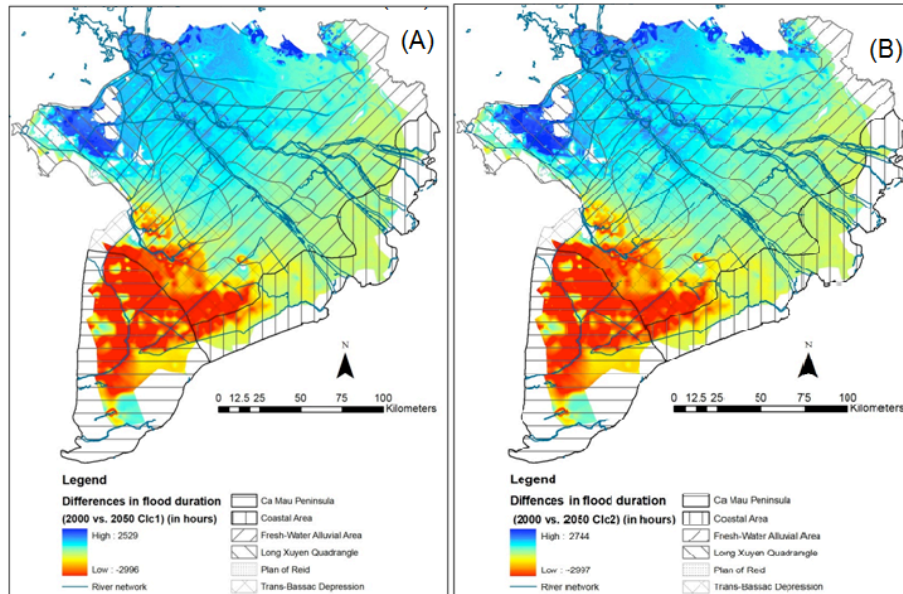 (A)
N
0 12.5 25 50 75 100
Kilometers
Legend
Differences in flood duration
(2000 vs. 2050 Clc1) (in hours)
High : 2529
Low : -2996
River network
Ca Mau Peninsula
Coastal Area
Fresh-Water Alluvial Area
Long Xuyen Quadrangle
Plan of Reid
Trans-Bassac Depression
(B)
N
0 12.5 25 50 75 100
Kilometers
Legend
Diffences in flood duration
(2000 vs. 2050 Clc2) (in hours)
High : 2744
Low : -2997
River network
Ca Mau Peninsula
Coastal Area
Fresh-Water Alluvial Area
Long Xuyen Quadrangle
Plan of Reid
Trans-Bassac Depression